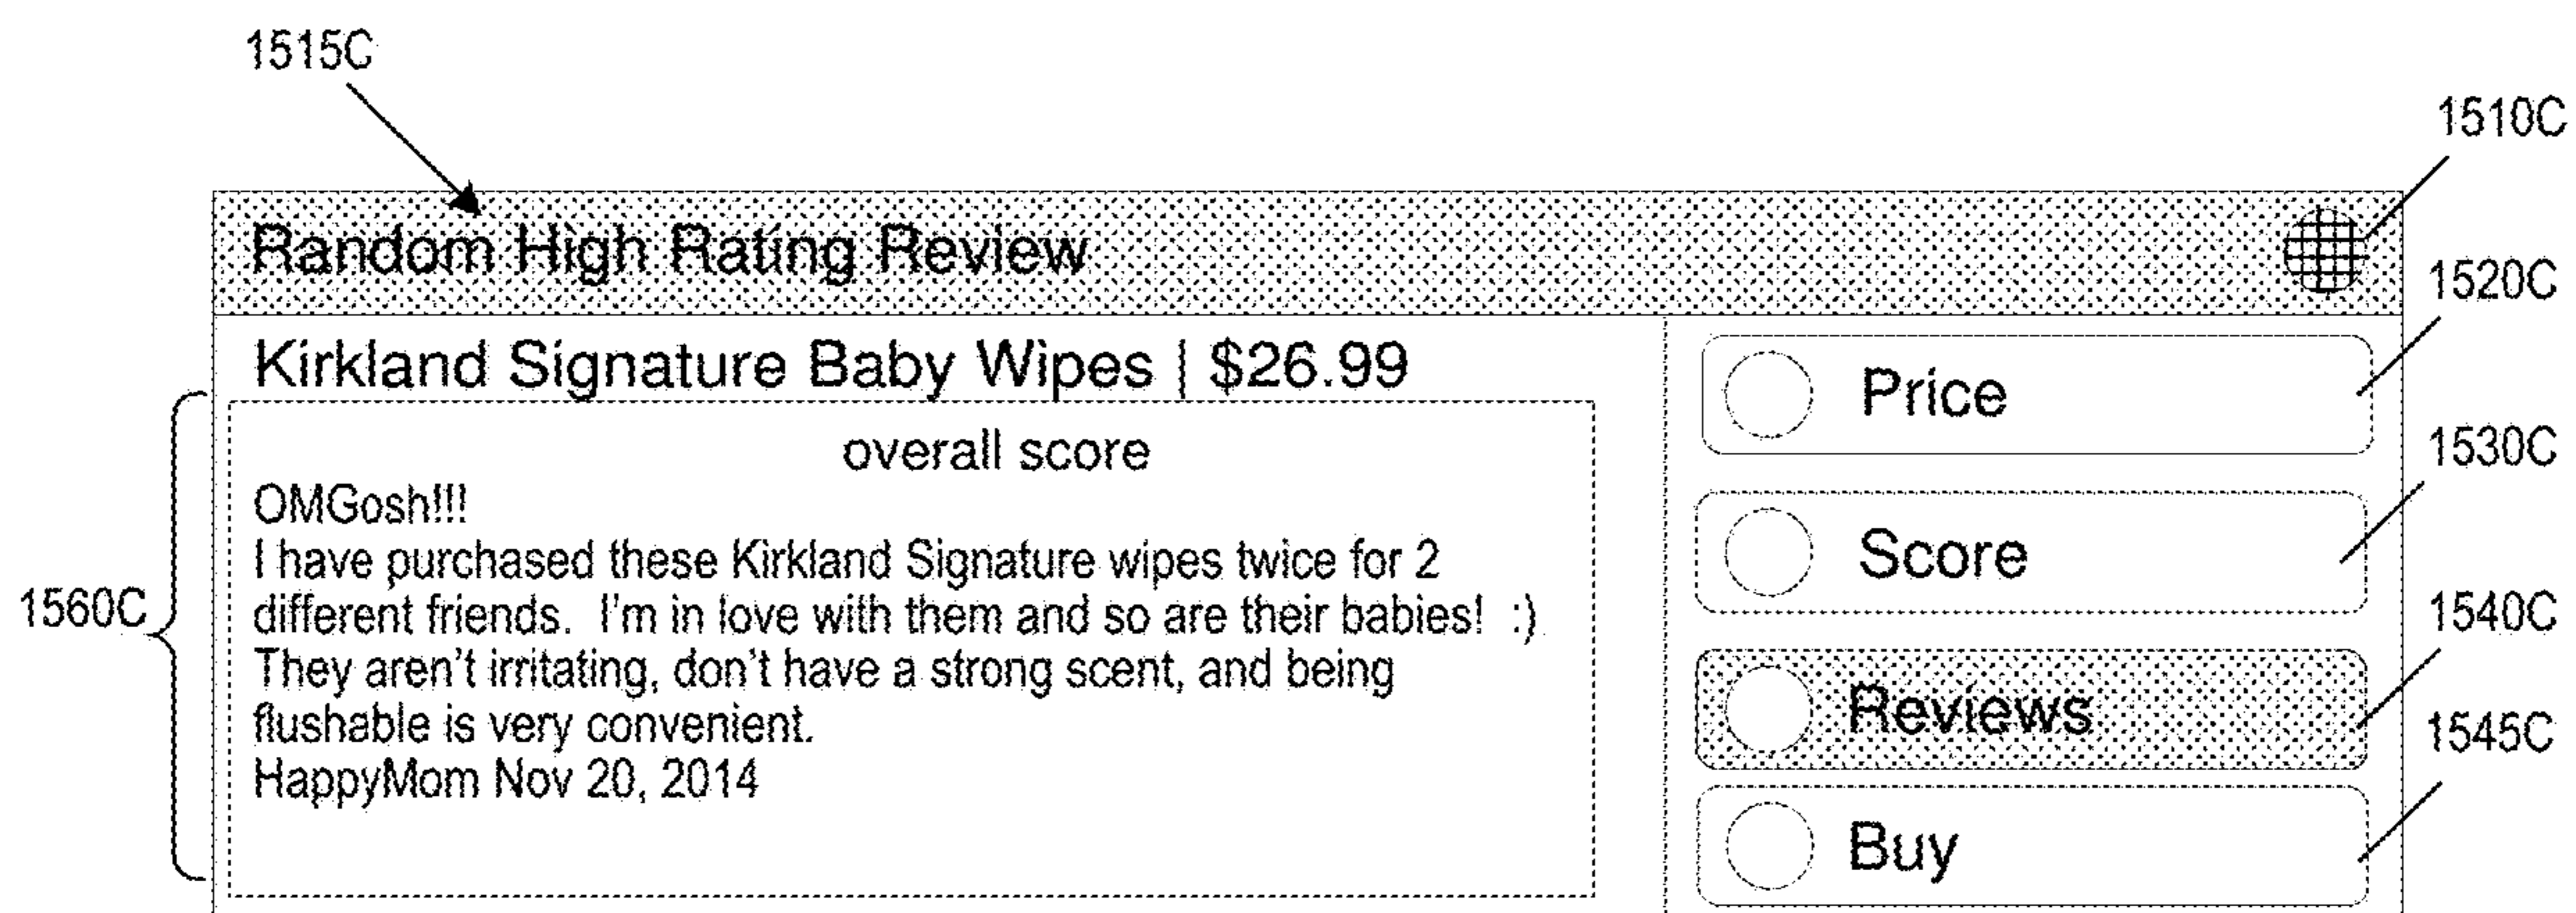 1515C
1510C
Random High Rating Review
1520C
Kirkland Signature Baby Wipes | $26.99
Price
overall score
1530C
OMGosh!!!
I have purchased these Kirkland Signature wipes twice for 2
different friends.  I'm in love with them and so are their babies!  :)
They aren't irritating, don't have a strong scent, and being
flushable is very convenient.
HappyMom Nov 20, 2014
1560C
Score
1540C
Reviews
1545C
Buy